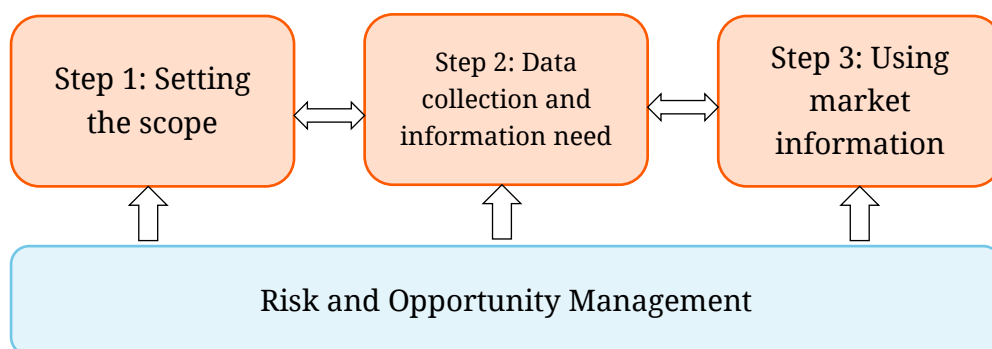 Step 1: Setting
the scope
Step 2: Data
collection and
information need
Step 3: Using
market
information
Risk and Opportunity Management